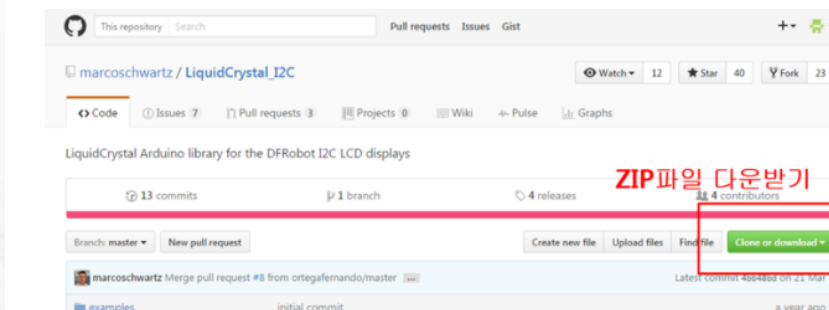 This repository Search Pull requests Issues Gist
marcoschwartz / LiquidCrystal_I2C Watch 12 Star 40 Fork 23
Code Issues 7 Pull requests 3 Projects 0 Wiki Pulse Graphs
LiquidCrystal Arduino library for the DFRobot I2C LCD displays
ZIP파일 다운받기
13 commits 1 branch 4 releases 4 contributors
Branch: master New pull request Create new file Upload files Find file Clone or download
marcoschwartz Merge pull request #8 from ortegafernando/master ... Latest commit on 21 Mar
examples initial commit a year ago